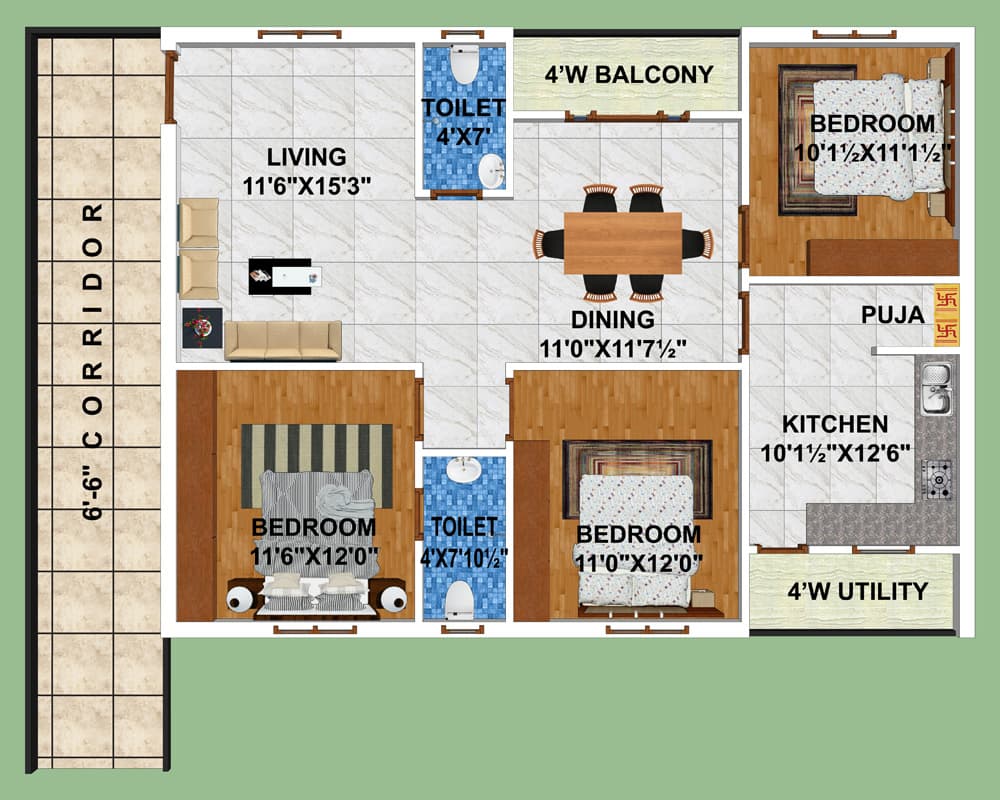 6'-6" CORRIDOR
LIVING
11'6"X15'3"
TOILET
4'X7'
4'W BALCONY
BEDROOM
10'1½X11'1½"
DINING
11'0"X11'7½"
PUJA
KITCHEN
10'1½"X12'6"
BEDROOM
11'6"X12'0"
TOILET
4'X7'10½"
BEDROOM
11'0"X12'0"
4'W UTILITY